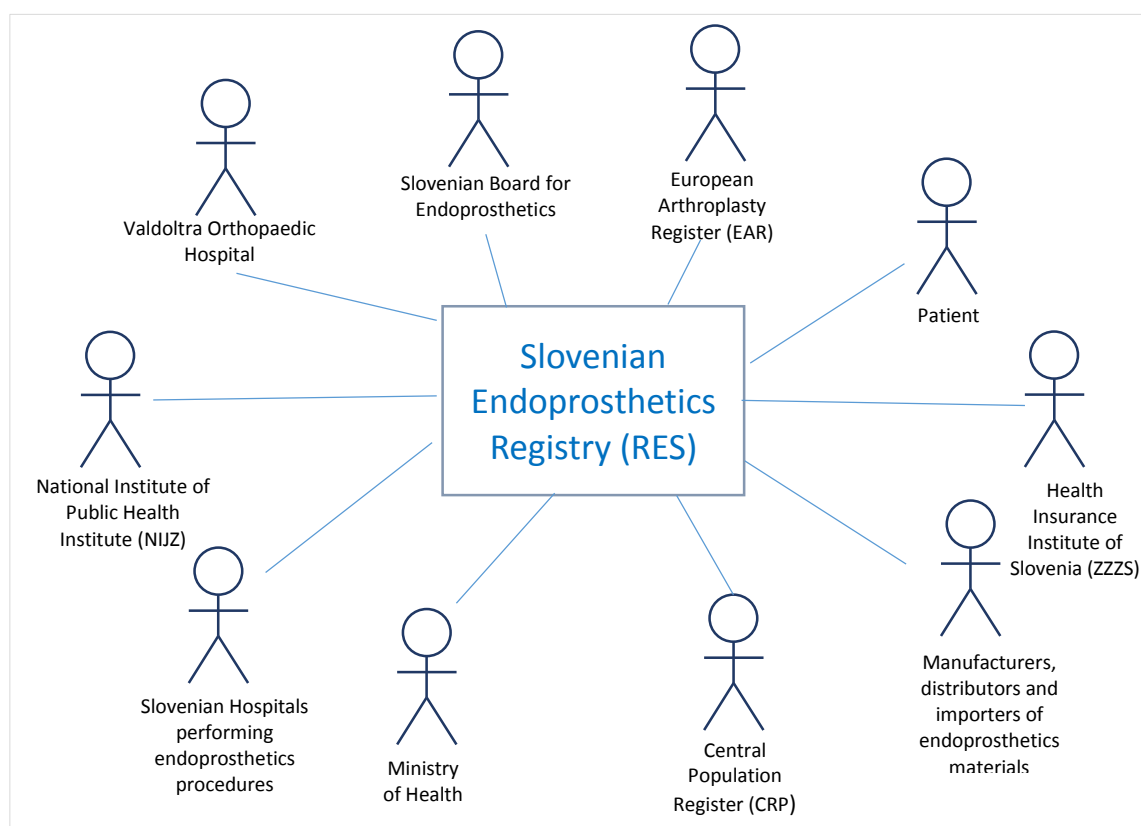 Valdoltra Orthopaedic
Hospital
Slovenian Board for
Endoprosthetics
European
Arthroplasty
Register (EAR)
Patient
Slovenian
Endoprosthetics
Registry (RES)
National Institute of
Public Health
Institute (NIJZ)
Health
Insurance
Institute of
Slovenia (ZZZS)
Slovenian Hospitals
performing
endoprosthetics
procedures
Ministry
of Health
Central
Population
Register (CRP)
Manufacturers,
distributors and
importers of
endoprosthetics
materials